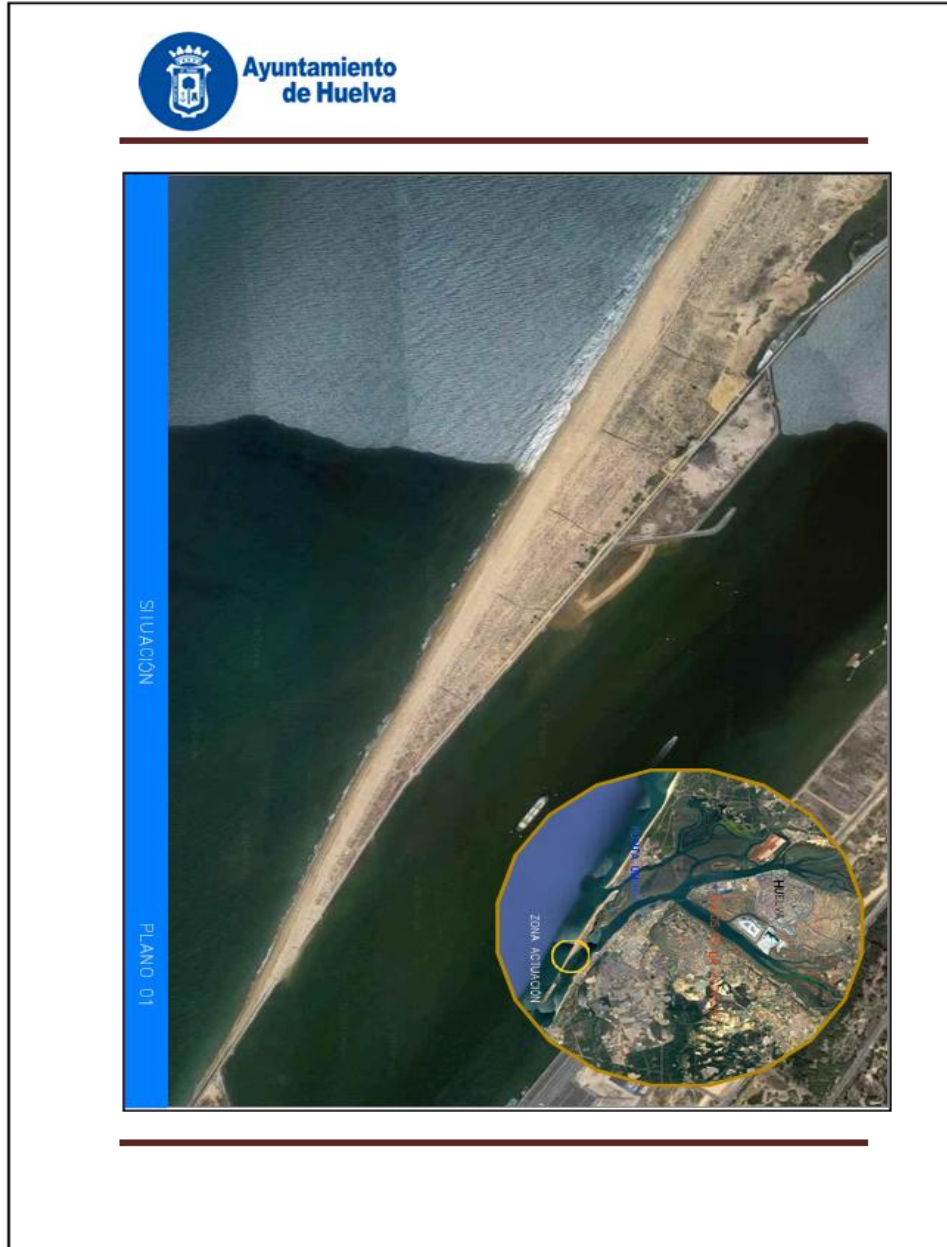 Ayuntamiento
de Huelva
SITUACIÓN
PLANO 01
HUELVA
ZONA ACTUACIÓN